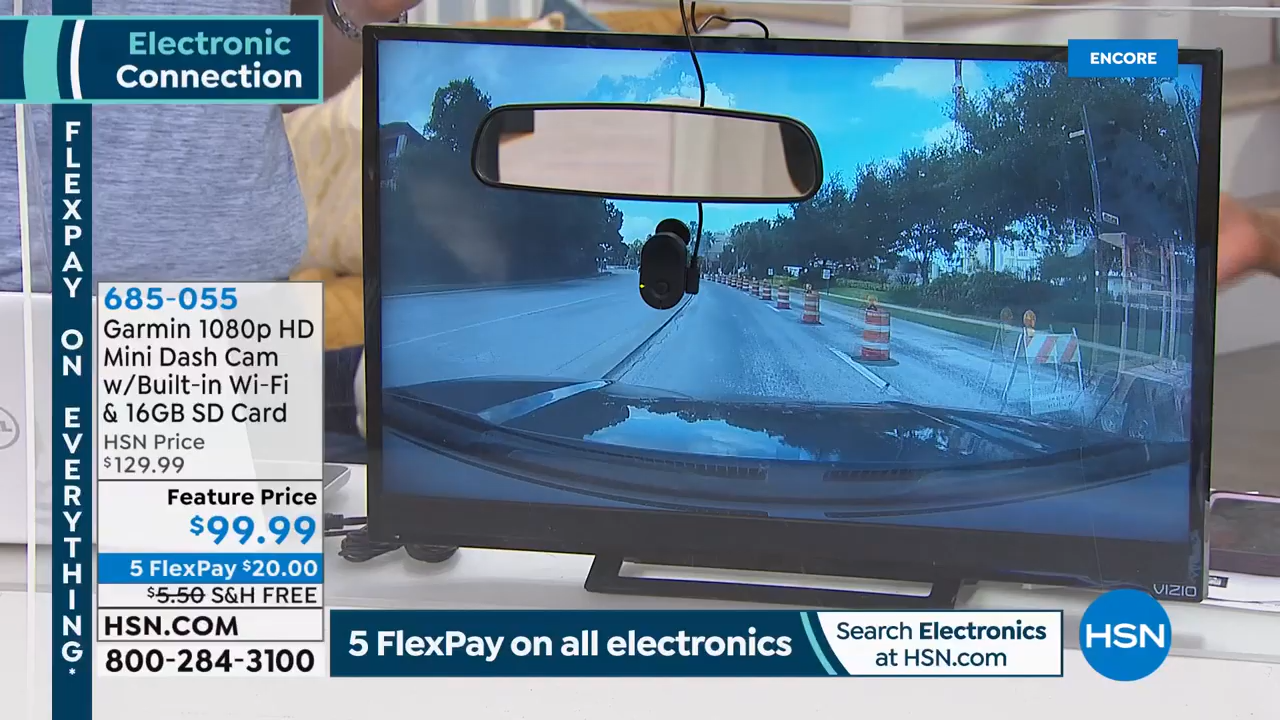 Electronic
Connection
ENCORE
FLEXPAY ON EVERYTHING*
685-055
Garmin 1080p HD
Mini Dash Cam
w/Built-in Wi-Fi
& 16GB SD Card
HSN Price
$129.99
Feature Price
$99.99
5 FlexPay $20.00
$5.50 S&H FREE
HSN.COM
800-284-3100
VIZIO
5 FlexPay on all electronics
Search Electronics
at HSN.com
HSN